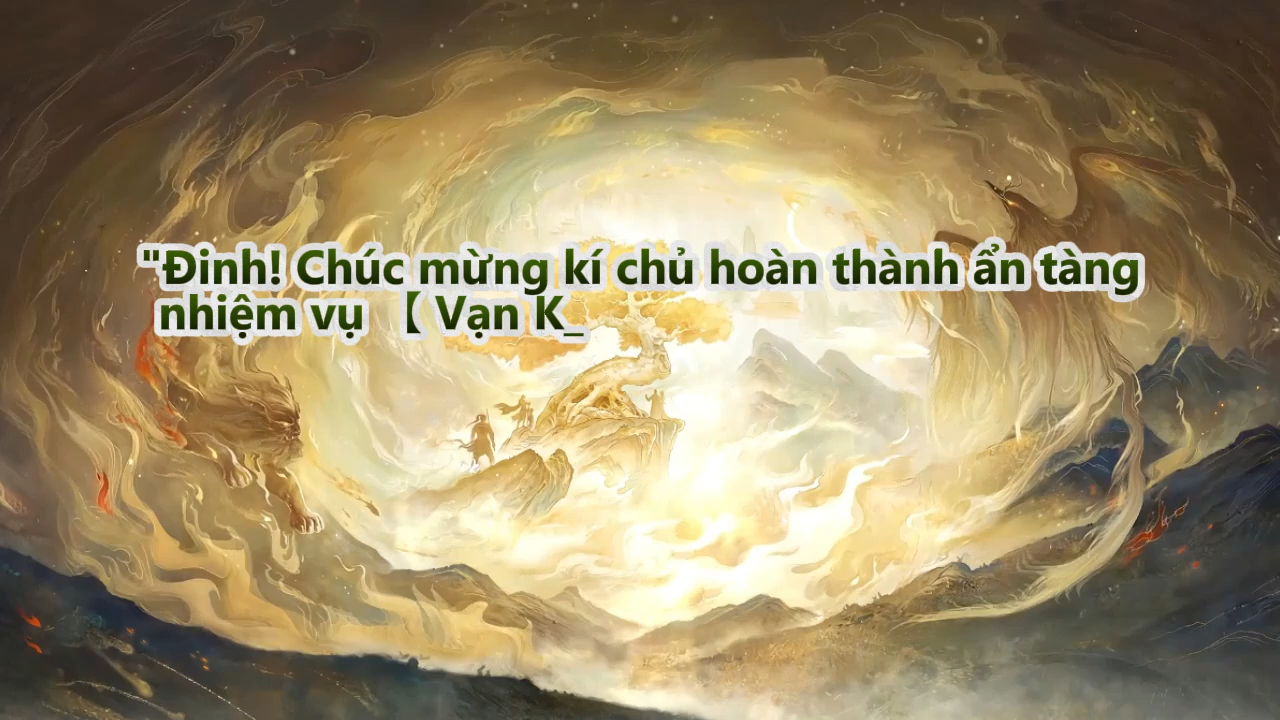 "Đinh! Chúc mừng kí chủ hoàn thành ẩn tàng
nhiệm vụ 【 Vạn K_